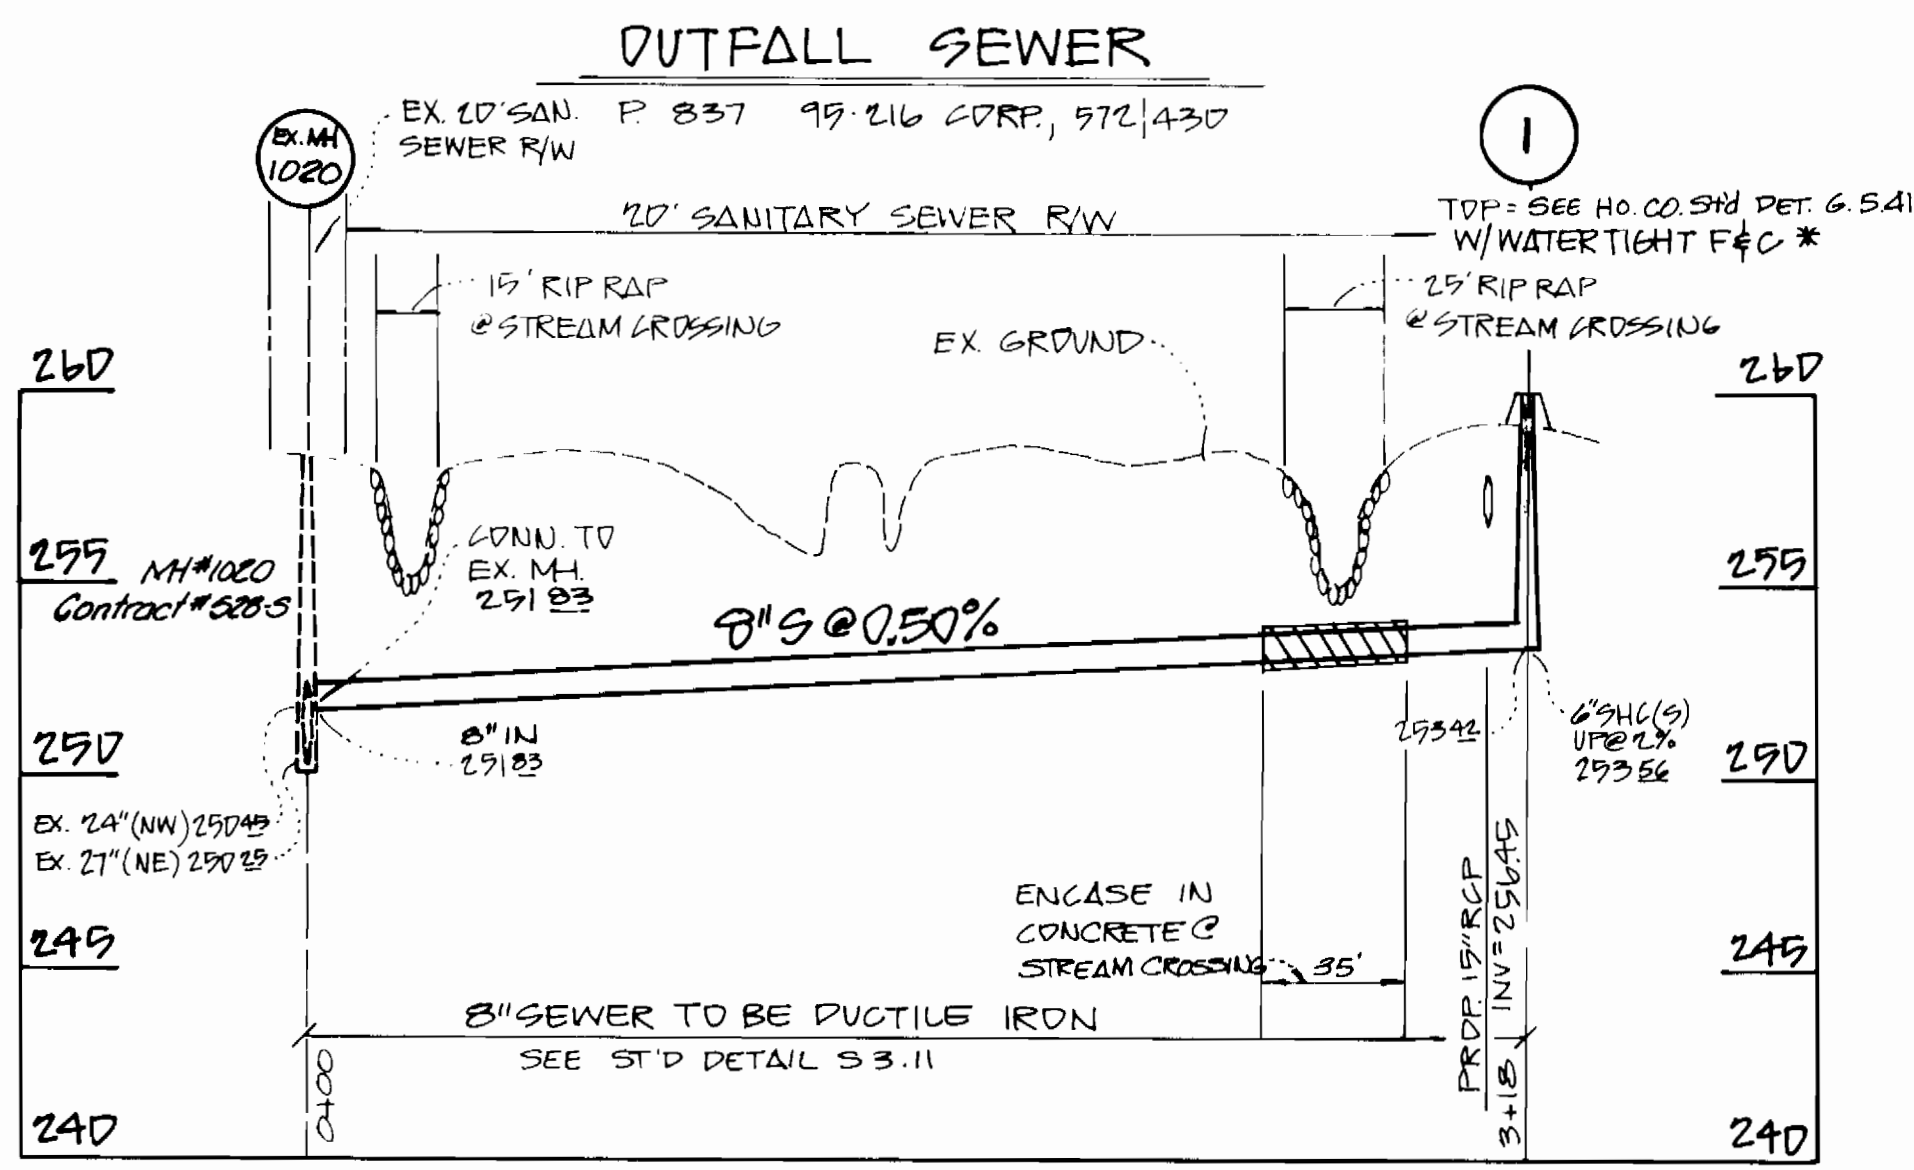 OUTFALL SEWER
EX. MH
1020
EX. 20' SAN.
SEWER R/W
P. 837 95-216 CORP., 572/430
1
20' SANITARY SEWER R/W
TOP = SEE HO. CO. St'd DET. G. 5.41
W/ WATER TIGHT F & C *
15' RIP RAP
@ STREAM CROSSING
25' RIP RAP
@ STREAM CROSSING
EX. GROUND
260
260
255
255
MH#1020
Contract # 528-S
CONN. TO
EX. MH.
251 83
8" S @ 0.50%
8" IN
251 83
253 42
6" SHC(S)
UP @ 2%
253 56
250
250
EX. 24" (NW) 250 45
EX. 27" (NE) 250 25
245
245
ENCASE IN
CONCRETE @
STREAM CROSSING
35'
8" SEWER TO BE DUCTILE IRON
SEE ST'D DETAIL S 3.11
PROP. 15" RCP
INV = 256.45
0+00
3+18
240
240